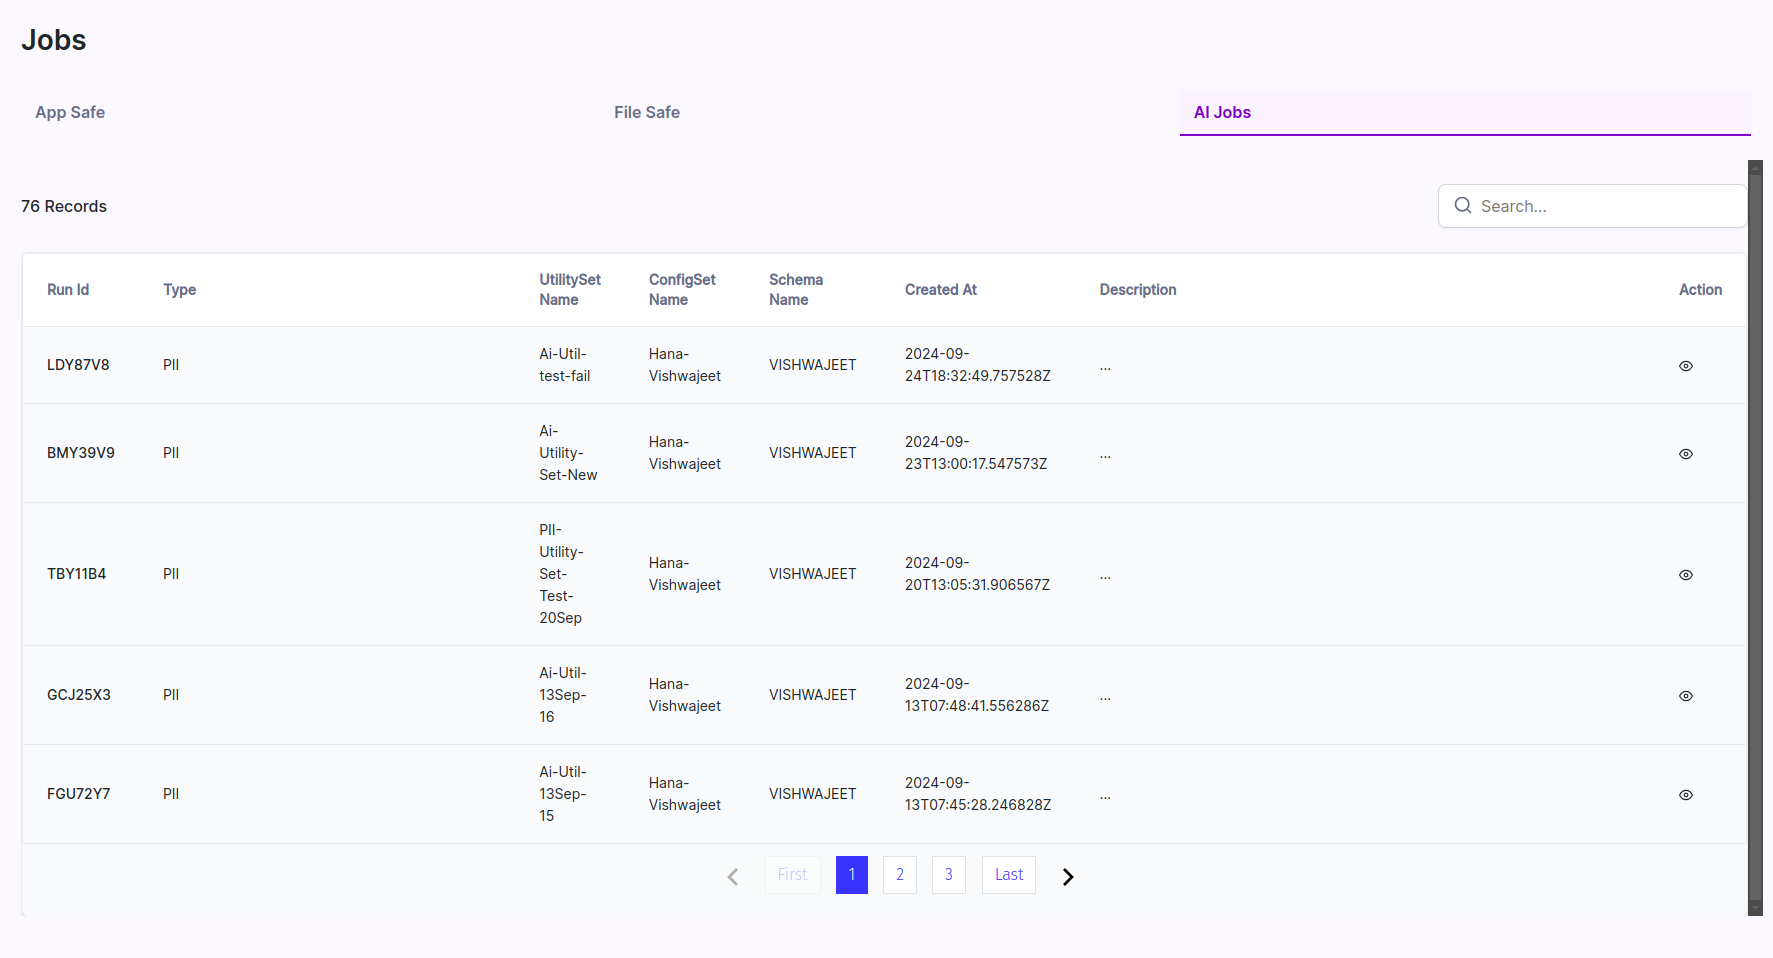 Jobs
App Safe
File Safe
AI Jobs
76 Records
Search...
Run Id
Type
UtilitySet
Name
ConfigSet
Name
Schema
Name
Created At
Description
Action
LDY87V8
PII
Ai-Util-
test-fail
Hana-
Vishwajeet
VISHWAJEET
2024-09-
24T18:32:49.757528Z
...
BMY39V9
PII
Ai-
Utility-
Set-New
Hana-
Vishwajeet
VISHWAJEET
2024-09-
23T13:00:17.547573Z
...
TBY11B4
PII
PII-
Utility-
Set-
Test-
20Sep
Hana-
Vishwajeet
VISHWAJEET
2024-09-
20T13:05:31.906567Z
...
GCJ25X3
PII
Ai-Util-
13Sep-
16
Hana-
Vishwajeet
VISHWAJEET
2024-09-
13T07:48:41.556286Z
...
FGU72Y7
PII
Ai-Util-
13Sep-
15
Hana-
Vishwajeet
VISHWAJEET
2024-09-
13T07:45:28.246828Z
...
First
1
2
3
Last